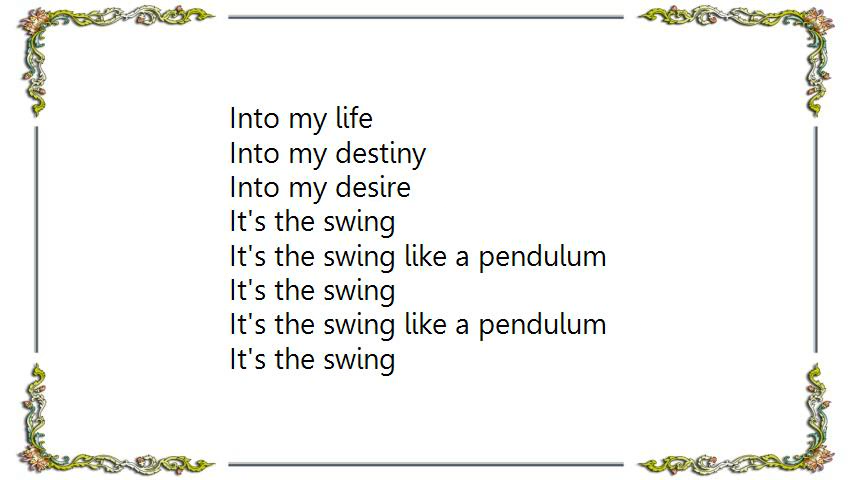 Into my life
Into my destiny
Into my desire
It's the swing
It's the swing like a pendulum
It's the swing
It's the swing like a pendulum
It's the swing